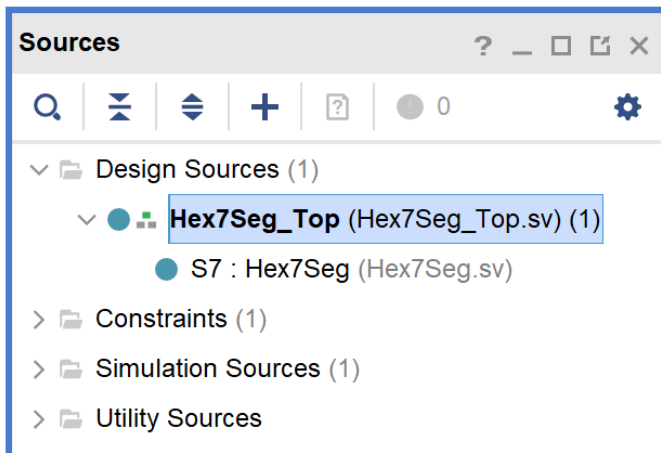 Sources
? 
0
Design Sources (1)
Hex7Seg_Top (Hex7Seg_Top.sv) (1)
S7 : Hex7Seg (Hex7Seg.sv)
Constraints (1)
Simulation Sources (1)
Utility Sources